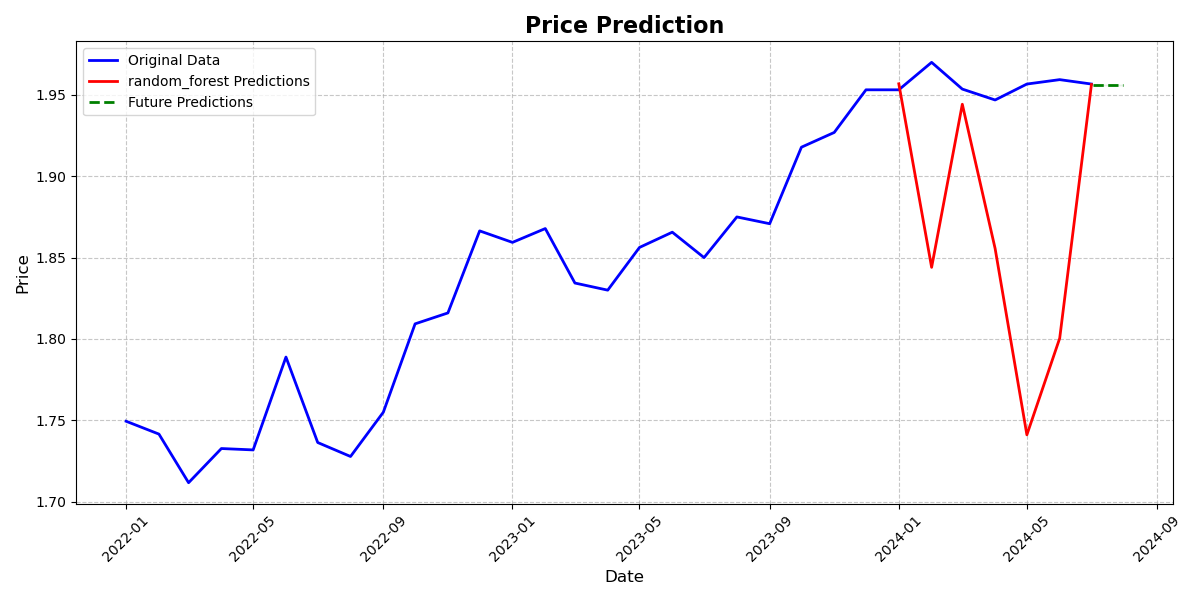 Price Prediction
Original Data
random_forest Predictions
Future Predictions
Price
1.95
1.90
1.85
1.80
1.75
1.70
2022-01
2022-05
2022-09
2023-01
2023-05
2023-09
2024-01
2024-05
2024-09
Date